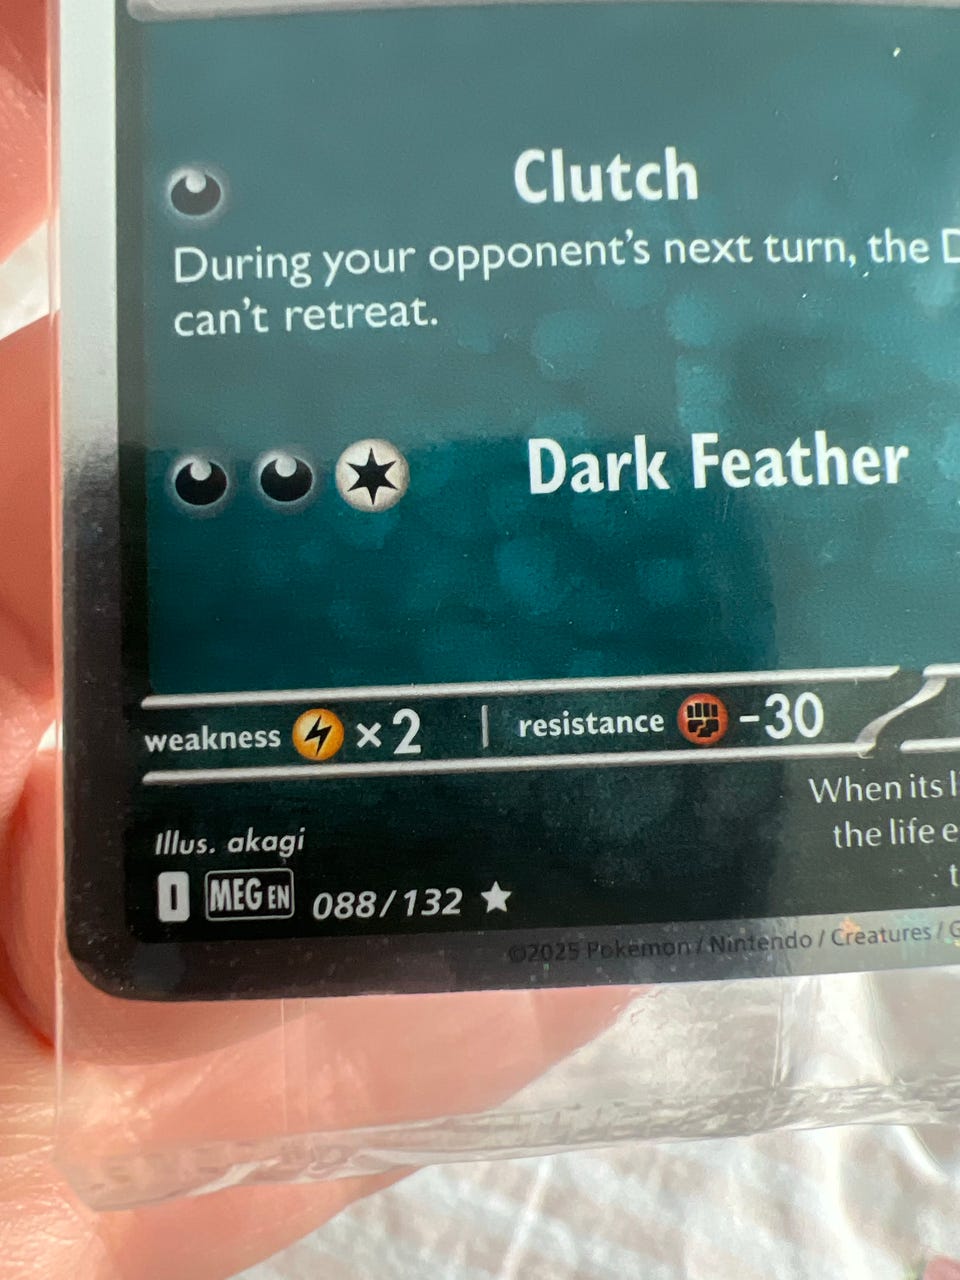 Clutch
During your opponent's next turn, the
can't retreat.
Dark Feather
weakness ×2 | resistance -30
When its
the life
Illus. akagi
I MEG EN 088/132 ★
©2025 Pokémon / Nintendo / Creatures /